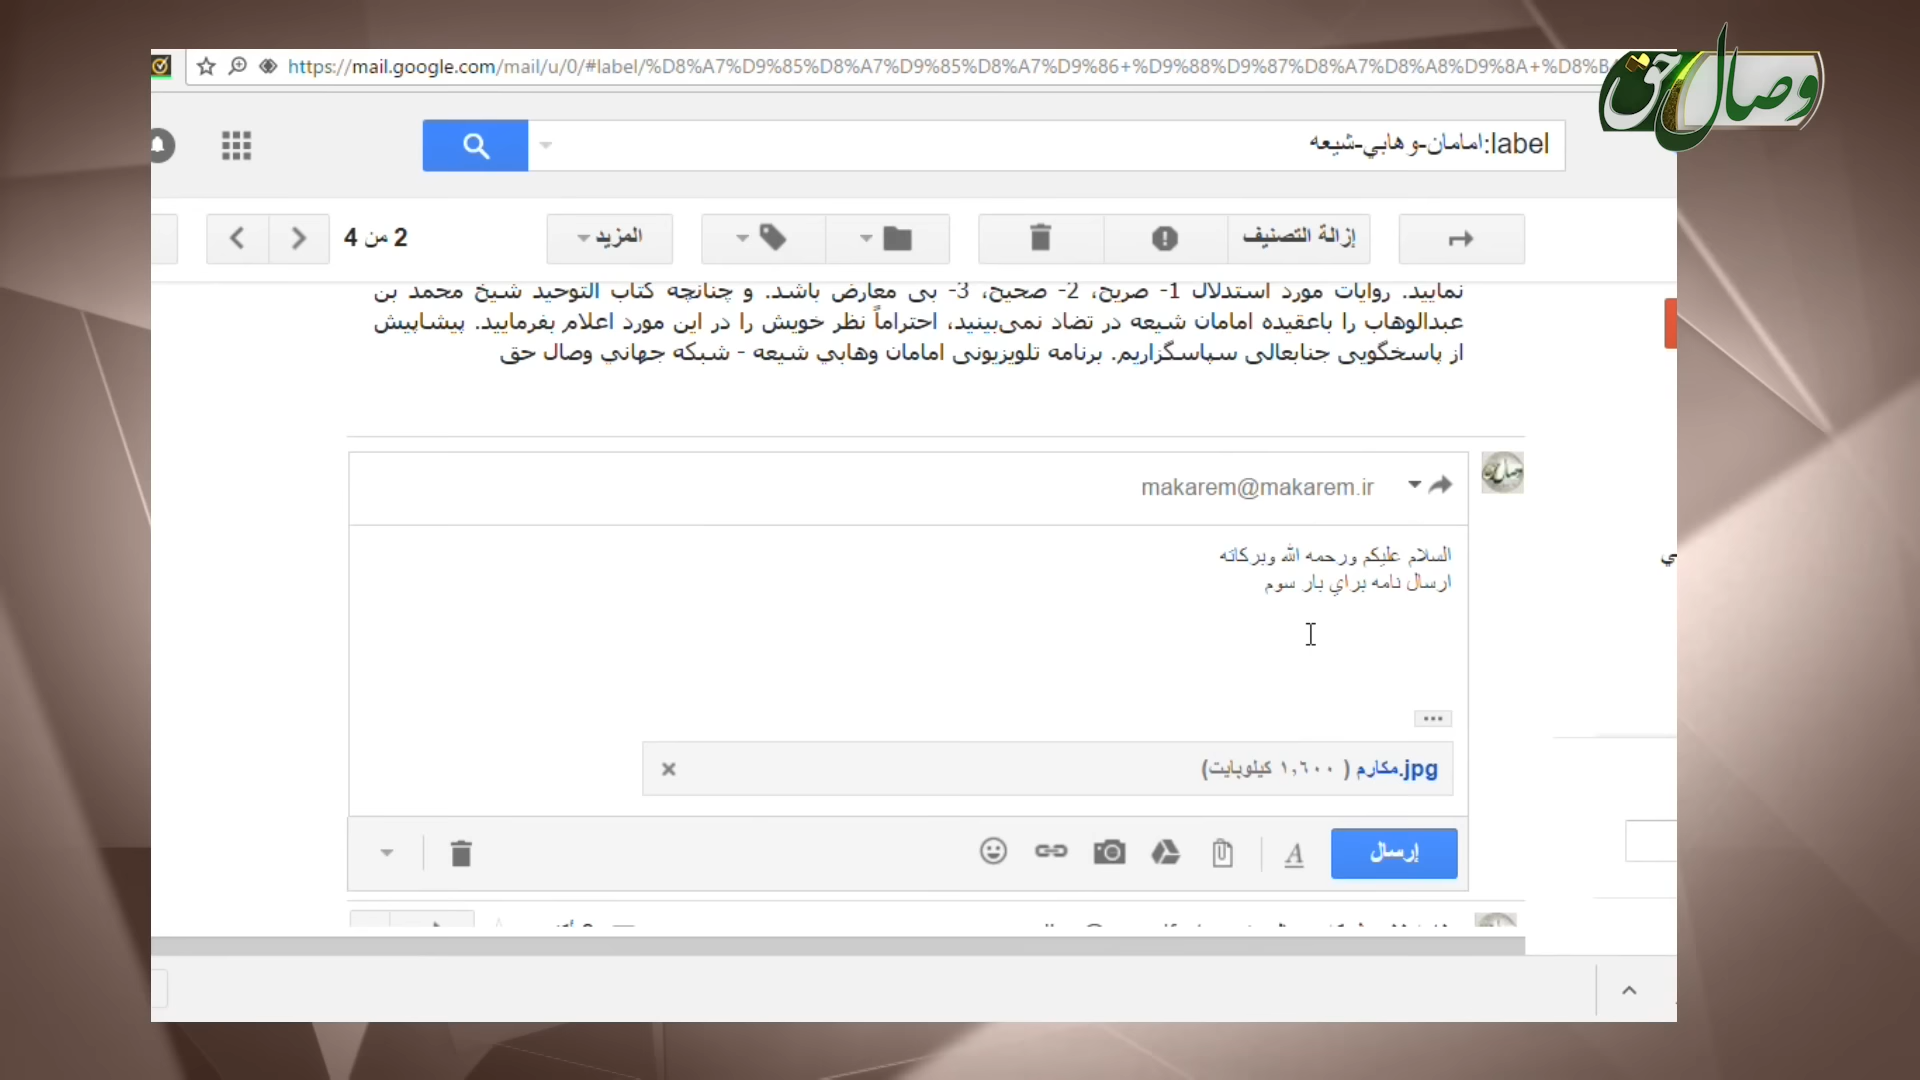 https://mail.google.com/mail/u/0/#label/%D8%A7%D9%85%D8%A7%D9%85%D8%A7%D9%86+%D9%88%D9%87%D8%A7%D8%A8%D9%8A+%D8%B
وصال حق
label:امامان-وهابي-شيعه
2 من 4
المزيد
إزالة التصنيف
نمایید. روایات مورد استدلال 1- صریح، 2- صحیح، 3- بی معارض باشد. و چنانچه کتاب التوحید شیخ محمد بن
عبدالوهاب را باعقیده امامان شیعه در تضاد نمی‌بینید، احتراماً نظر خویش را در این مورد اعلام بفرمایید. پیشاپیش
از پاسخگویی جنابعالی سپاسگزاریم. برنامه تلویزیونی امامان وهابي شیعه - شبکه جهاني وصال حق
makarem@makarem.ir
السلام عليكم ورحمه الله وبركاته
ارسال نامه براي بار سوم
مكارم.jpg ( ١,٦٠٠ كيلوبايت)
إرسال